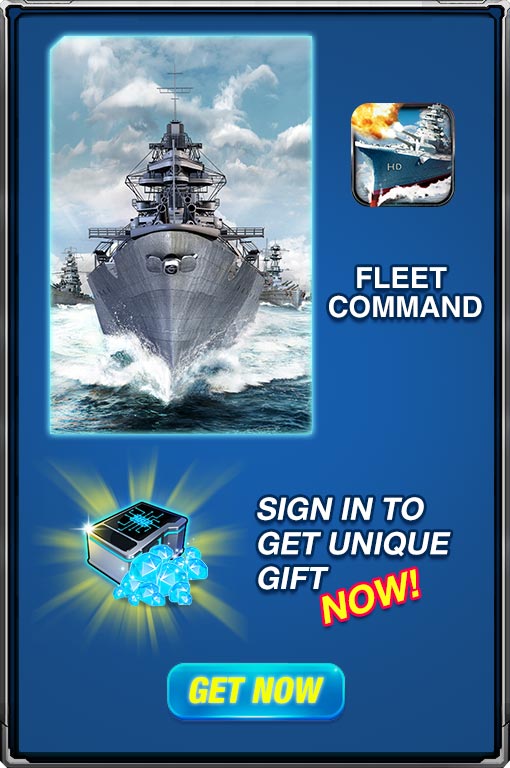 HD
FLEET
COMMAND
SIGN IN TO
GET UNIQUE
GIFT
NOW!
GET NOW